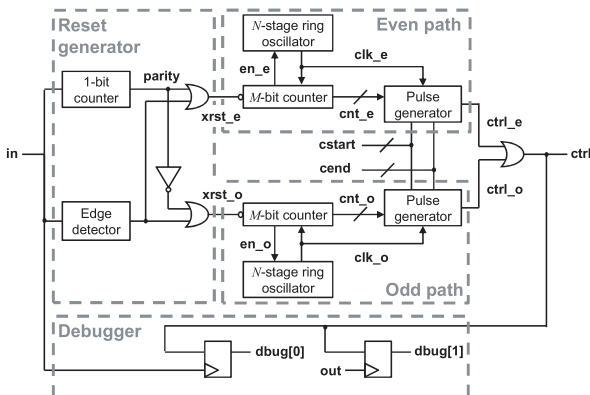 Reset
generator
1-bit
counter
parity
Edge
detector
in
xrst_e
xrst_o
Even path
N-stage ring
oscillator
en_e
clk_e
M-bit counter
cnt_e
Pulse
generator
cstart
cend
ctrl_e
ctrl
ctrl_o
M-bit counter
cnt_o
Pulse
generator
en_o
clk_o
N-stage ring
oscillator
Odd path
Debugger
dbug[0]
out
dbug[1]